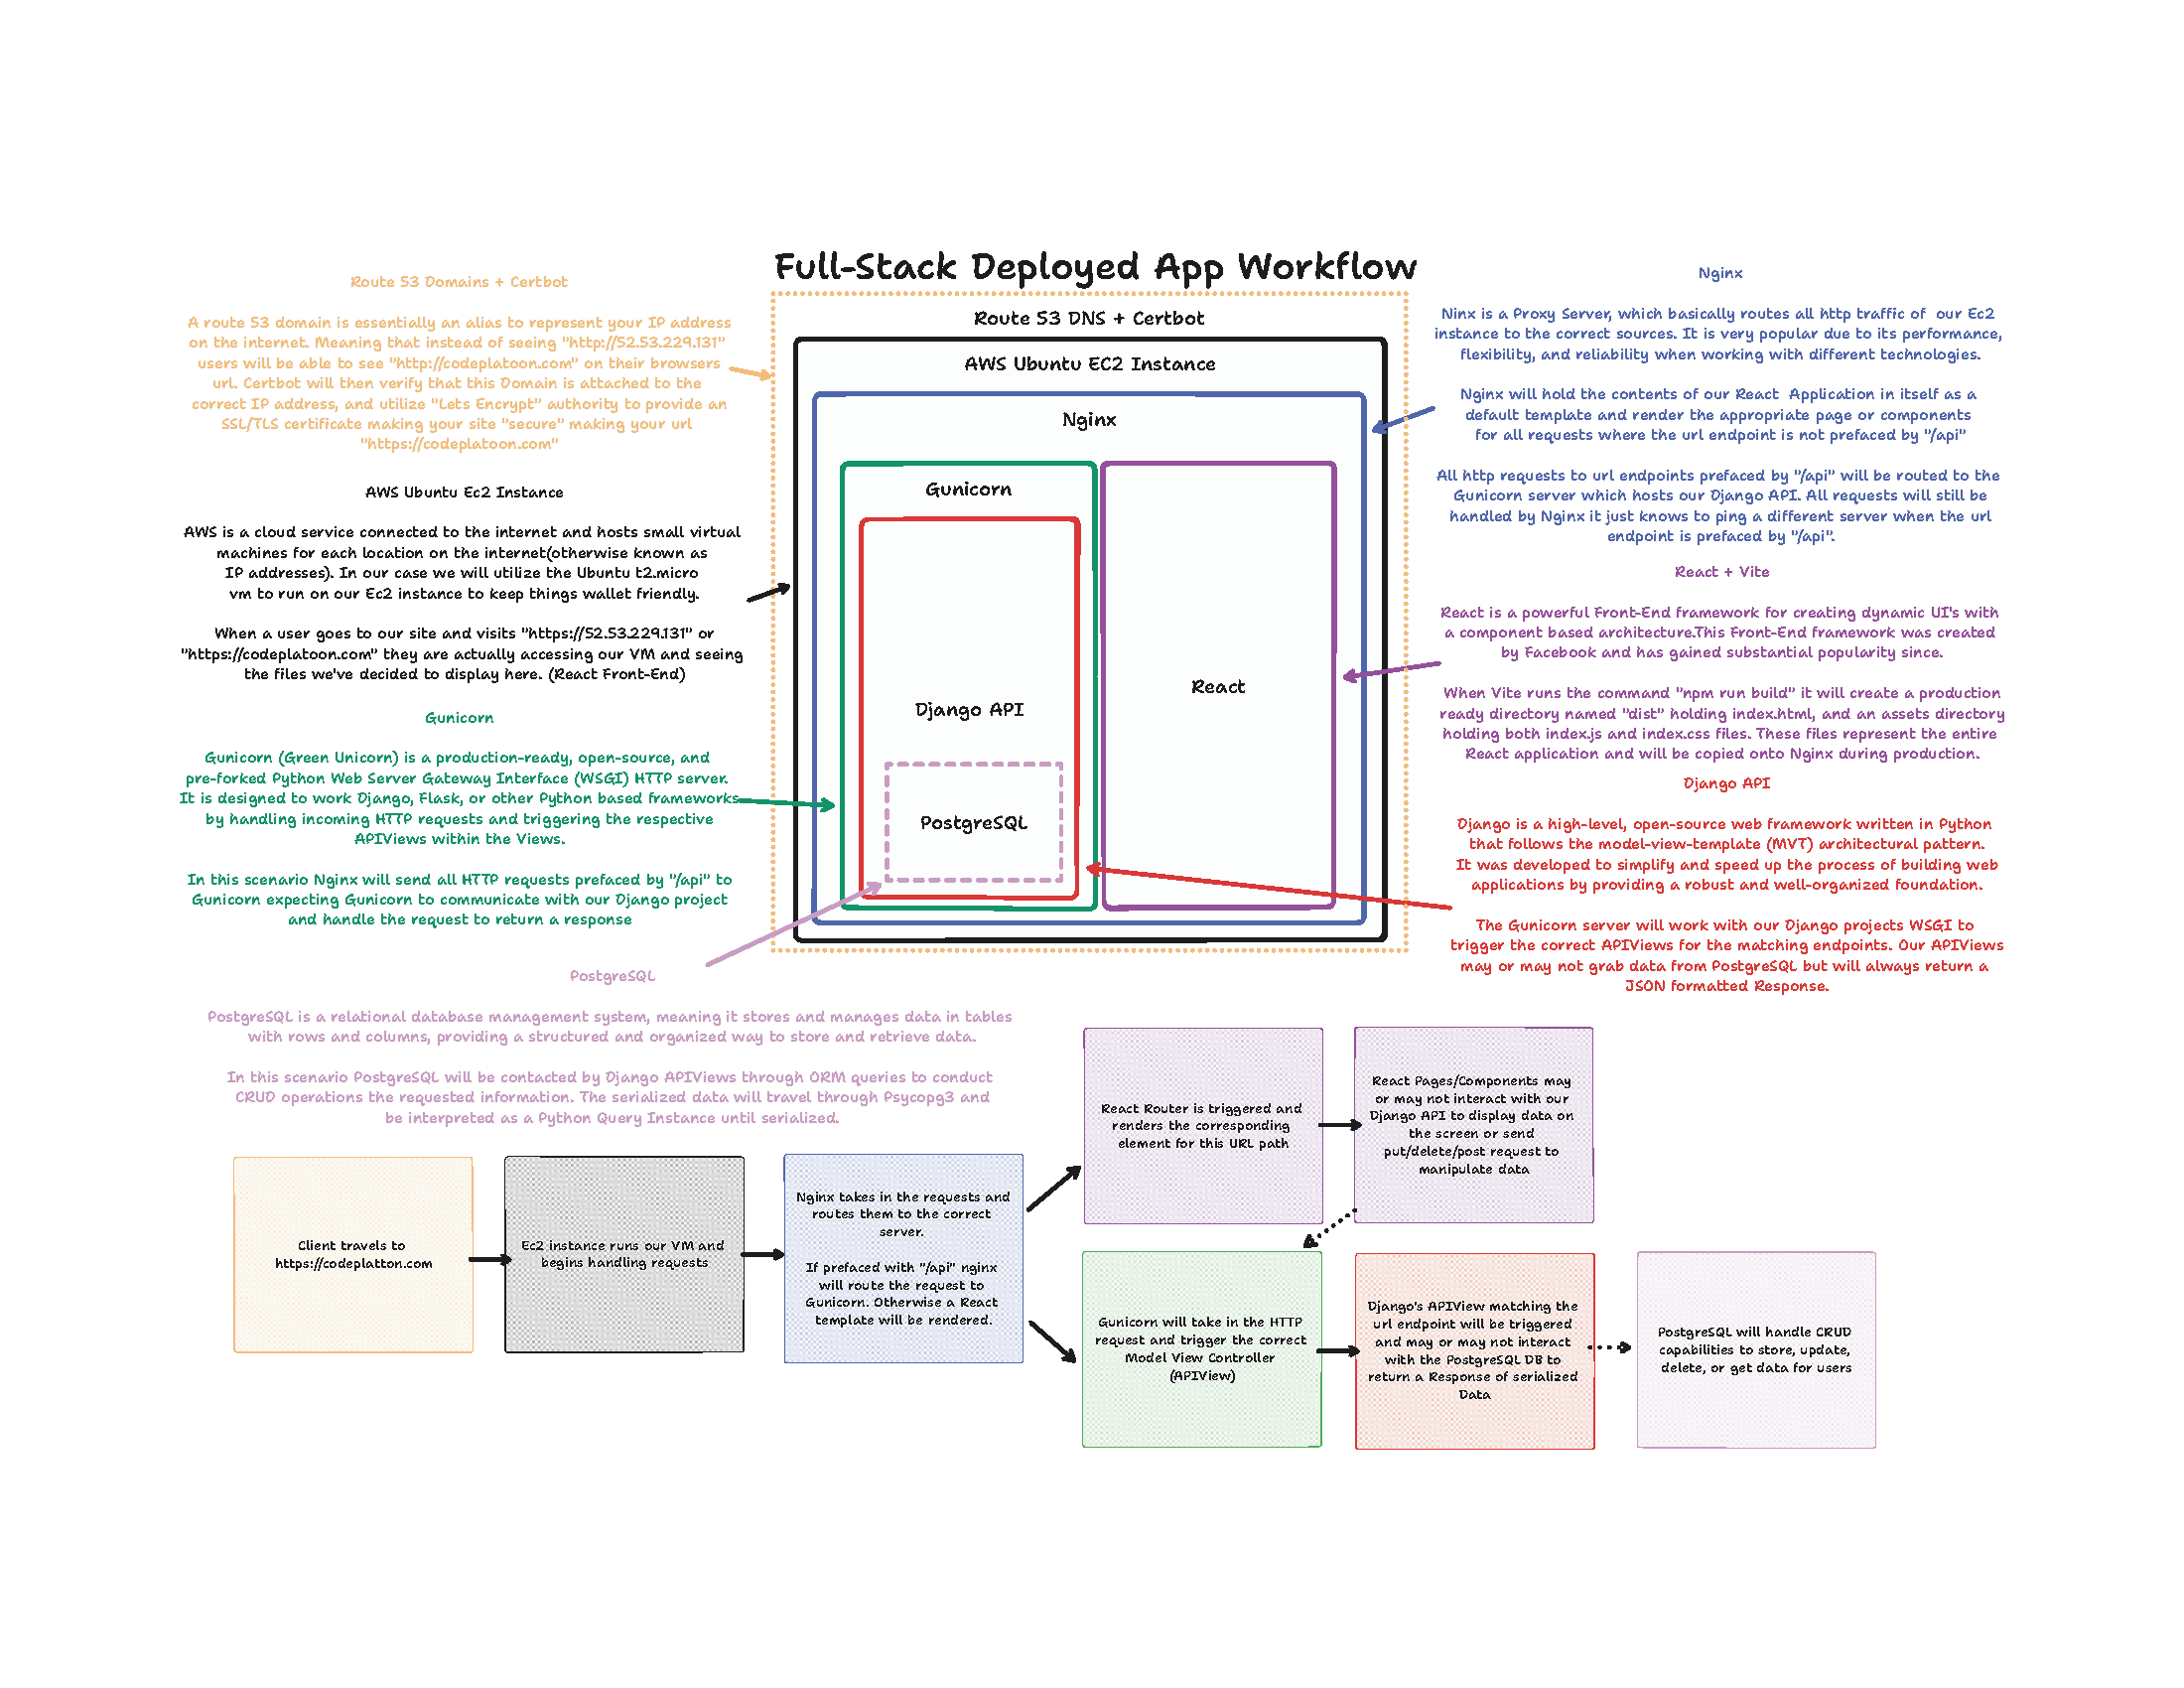 Full-Stack Deployed App Workflow
Route 53 Domains + Certbot
A route 53 domain is essentially an alias to represent your IP address
on the internet. Meaning that instead of seeing "http://52.53.229.131"
users will be able to see "http://codeplatoon.com" on their browsers
url. Certbot will then verify that this Domain is attached to the
correct IP address, and utilize "Lets Encrypt" authority to provide an
SSL/TLS certificate making your site "secure" making your url
"https://codeplatoon.com"
AWS Ubuntu Ec2 Instance
AWS is a cloud service connected to the internet and hosts small virtual
machines for each location on the internet(otherwise known as
IP addresses). In our case we will utilize the Ubuntu t2.micro
vm to run on our Ec2 instance to keep things wallet friendly.
When a user goes to our site and visits "https://52.53.229.131" or
"https://codeplatoon.com" they are actually accessing our VM and seeing
the files we've decided to display here. (React Front-End)
Gunicorn
Gunicorn (Green Unicorn) is a production-ready, open-source, and
pre-forked Python Web Server Gateway Interface (WSGI) HTTP server.
It is designed to work Django, Flask, or other Python based frameworks
by handling incoming HTTP requests and triggering the respective
APIViews within the Views.
In this scenario Nginx will send all HTTP requests prefaced by "/api" to
Gunicorn expecting Gunicorn to communicate with our Django project
and handle the request to return a response
PostgreSQL
PostgreSQL is a relational database management system, meaning it stores and manages data in tables
with rows and columns, providing a structured and organized way to store and retrieve data.
In this scenario PostgreSQL will be contacted by Django APIViews through ORM queries to conduct
CRUD operations the requested information. The serialized data will travel through Psycopg3 and
be interpreted as a Python Query Instance until serialized.
Route 53 DNS + Certbot
AWS Ubuntu EC2 Instance
Nginx
Gunicorn
Django API
PostgreSQL
React
Nginx
Ninx is a Proxy Server, which basically routes all http traffic of our Ec2
instance to the correct sources. It is very popular due to its performance,
flexibility, and reliability when working with different technologies.
Nginx will hold the contents of our React Application in itself as a
default template and render the appropriate page or components
for all requests where the url endpoint is not prefaced by "/api"
All http requests to url endpoints prefaced by "/api" will be routed to the
Gunicorn server which hosts our Django API. All requests will still be
handled by Nginx it just knows to ping a different server when the url
endpoint is prefaced by "/api".
React + Vite
React is a powerful Front-End framework for creating dynamic UI's with
a component based architecture.This Front-End framework was created
by Facebook and has gained substantial popularity since.
When Vite runs the command "npm run build" it will create a production
ready directory named "dist" holding index.html, and an assets directory
holding both index.js and index.css files. These files represent the entire
React application and will be copied onto Nginx during production.
Django API
Django is a high-level, open-source web framework written in Python
that follows the model-view-template (MVT) architectural pattern.
It was developed to simplify and speed up the process of building web
applications by providing a robust and well-organized foundation.
The Gunicorn server will work with our Django projects WSGI to
trigger the correct APIViews for the matching endpoints. Our APIViews
may or may not grab data from PostgreSQL but will always return a
JSON formatted Response.
Client travels to
https://codeplatton.com
Ec2 instance runs our VM and
begins handling requests
Nginx takes in the requests and
routes them to the correct
server.
If prefaced with "/api" nginx
will route the request to
Gunicorn. Otherwise a React
template will be rendered.
React Router is triggered and
renders the corresponding
element for this URL path
React Pages/Components may
or may not interact with our
Django API to display data on
the screen or send
put/delete/post request to
manipulate data
Gunicorn will take in the HTTP
request and trigger the correct
Model View Controller
(APIView)
Django's APIView matching the
url endpoint will be triggered
and may or may not interact
with the PostgreSQL DB to
return a Response of serialized
Data
PostgreSQL will handle CRUD
capabilities to store, update,
delete, or get data for users